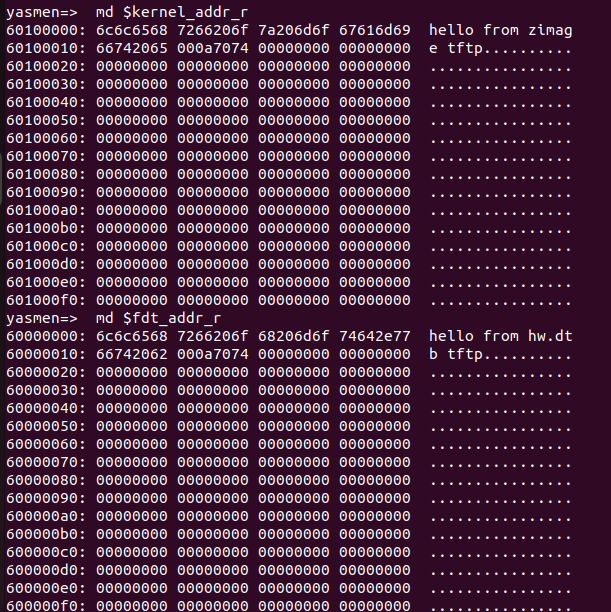 yasmen=>  md $kernel_addr_r
60100000: 6c6c6568 7266206f 7a206d6f 67616d69  hello from zimag
60100010: 66742065 000a7074 00000000 00000000  e tftp..........
60100020: 00000000 00000000 00000000 00000000  ................
60100030: 00000000 00000000 00000000 00000000  ................
60100040: 00000000 00000000 00000000 00000000  ................
60100050: 00000000 00000000 00000000 00000000  ................
60100060: 00000000 00000000 00000000 00000000  ................
60100070: 00000000 00000000 00000000 00000000  ................
60100080: 00000000 00000000 00000000 00000000  ................
60100090: 00000000 00000000 00000000 00000000  ................
601000a0: 00000000 00000000 00000000 00000000  ................
601000b0: 00000000 00000000 00000000 00000000  ................
601000c0: 00000000 00000000 00000000 00000000  ................
601000d0: 00000000 00000000 00000000 00000000  ................
601000e0: 00000000 00000000 00000000 00000000  ................
601000f0: 00000000 00000000 00000000 00000000  ................
yasmen=>  md $fdt_addr_r
60000000: 6c6c6568 7266206f 68206d6f 74642e77  hello from hw.dt
60000010: 66742062 000a7074 00000000 00000000  b tftp..........
60000020: 00000000 00000000 00000000 00000000  ................
60000030: 00000000 00000000 00000000 00000000  ................
60000040: 00000000 00000000 00000000 00000000  ................
60000050: 00000000 00000000 00000000 00000000  ................
60000060: 00000000 00000000 00000000 00000000  ................
60000070: 00000000 00000000 00000000 00000000  ................
60000080: 00000000 00000000 00000000 00000000  ................
60000090: 00000000 00000000 00000000 00000000  ................
600000a0: 00000000 00000000 00000000 00000000  ................
600000b0: 00000000 00000000 00000000 00000000  ................
600000c0: 00000000 00000000 00000000 00000000  ................
600000d0: 00000000 00000000 00000000 00000000  ................
600000e0: 00000000 00000000 00000000 00000000  ................
600000f0: 00000000 00000000 00000000 00000000  ................